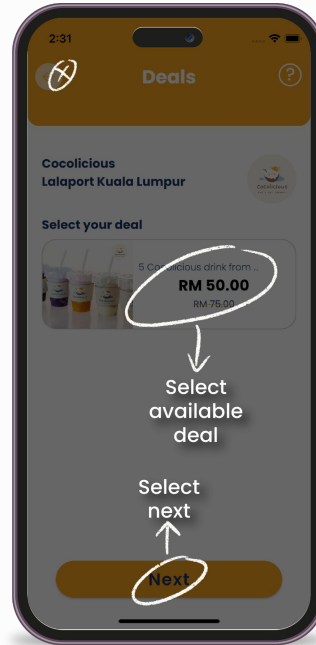 2:31
Deals
?
Cocolicious
Lalaport Kuala Lumpur
Cocolicious
Select your deal
5 Cocolicious drink from ...
RM 50.00
RM 75.00
Select
available
deal
Select
next
Next